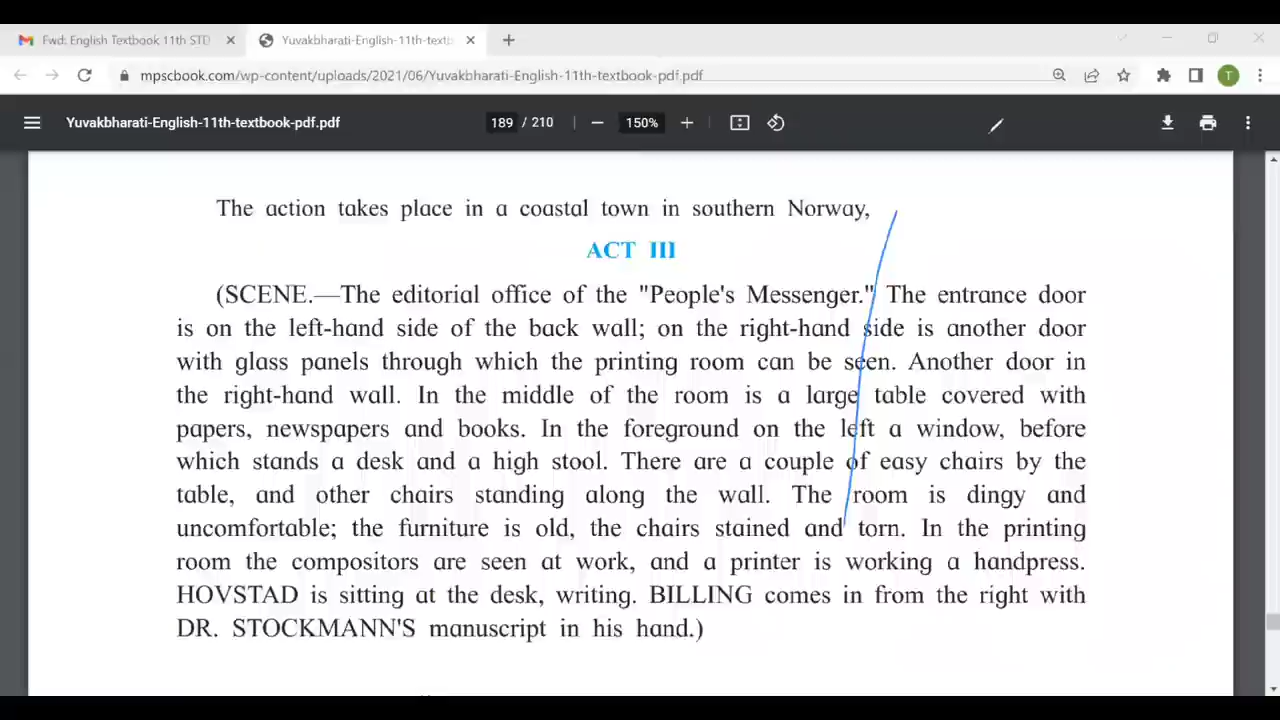 Fwd: English Textbook 11th STD
Yuvakbharati-English-11th-textb
mpscbook.com/wp-content/uploads/2021/06/Yuvakbharati-English-11th-textbook-pdf.pdf
T
Yuvakbharati-English-11th-textbook-pdf.pdf
189 / 210
150%
The action takes place in a coastal town in southern Norway,
ACT III
(SCENE.—The editorial office of the "People's Messenger." The entrance door
is on the left-hand side of the back wall; on the right-hand side is another door
with glass panels through which the printing room can be seen. Another door in
the right-hand wall. In the middle of the room is a large table covered with
papers, newspapers and books. In the foreground on the left a window, before
which stands a desk and a high stool. There are a couple of easy chairs by the
table, and other chairs standing along the wall. The room is dingy and
uncomfortable; the furniture is old, the chairs stained and torn. In the printing
room the compositors are seen at work, and a printer is working a handpress.
HOVSTAD is sitting at the desk, writing. BILLING comes in from the right with
DR. STOCKMANN'S manuscript in his hand.)